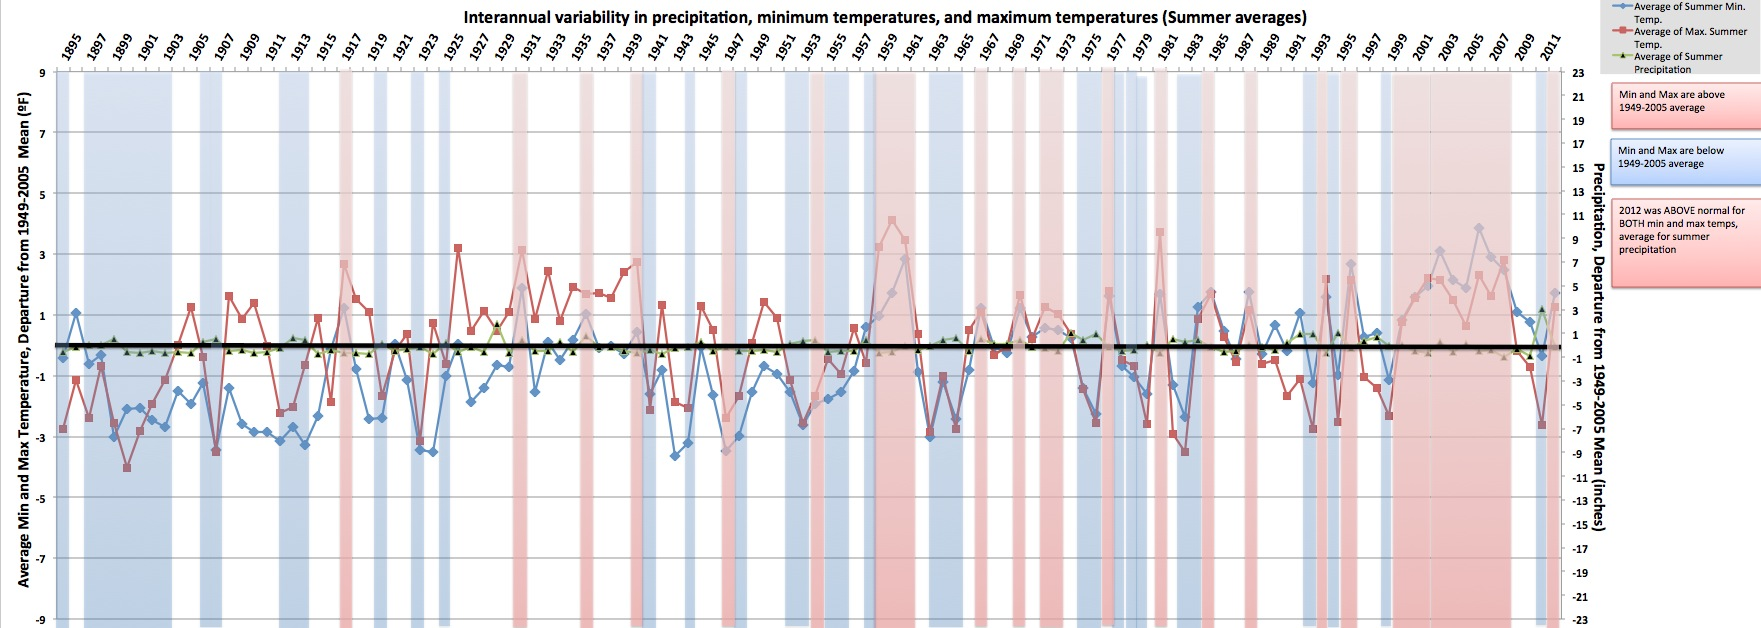 Interannual variability in precipitation, minimum temperatures, and maximum temperatures (Summer averages)
1895 1897 1899 1901 1903 1905 1907 1909 1911 1913 1915 1917 1919 1921 1923 1925 1927 1929 1931 1933 1935 1937 1939 1941 1943 1945 1947 1949 1951 1953 1955 1957 1959 1961 1963 1965 1967 1969 1971 1973 1975 1977 1979 1981 1983 1985 1987 1989 1991 1993 1995 1997 1999 2001 2003 2005 2007 2009 2011
Average of Summer Min.
Temp.
Average of Max. Summer
Temp.
Average of Summer
Precipitation
Average Min and Max Temperature, Departure from 1949-2005 Mean (ºF)
9
7
5
3
1
-1
-3
-5
-7
-9
23
21
19
17
15
13
11
9
7
5
3
1
-1
-3
-5
-7
-9
-11
-13
-15
-17
-19
-21
-23
Precipitation, Departure from 1949-2005 Mean (inches)
Min and Max are above
1949-2005 average
Min and Max are below
1949-2005 average
2012 was ABOVE normal for
BOTH min and max temps,
average for summer
precipitation